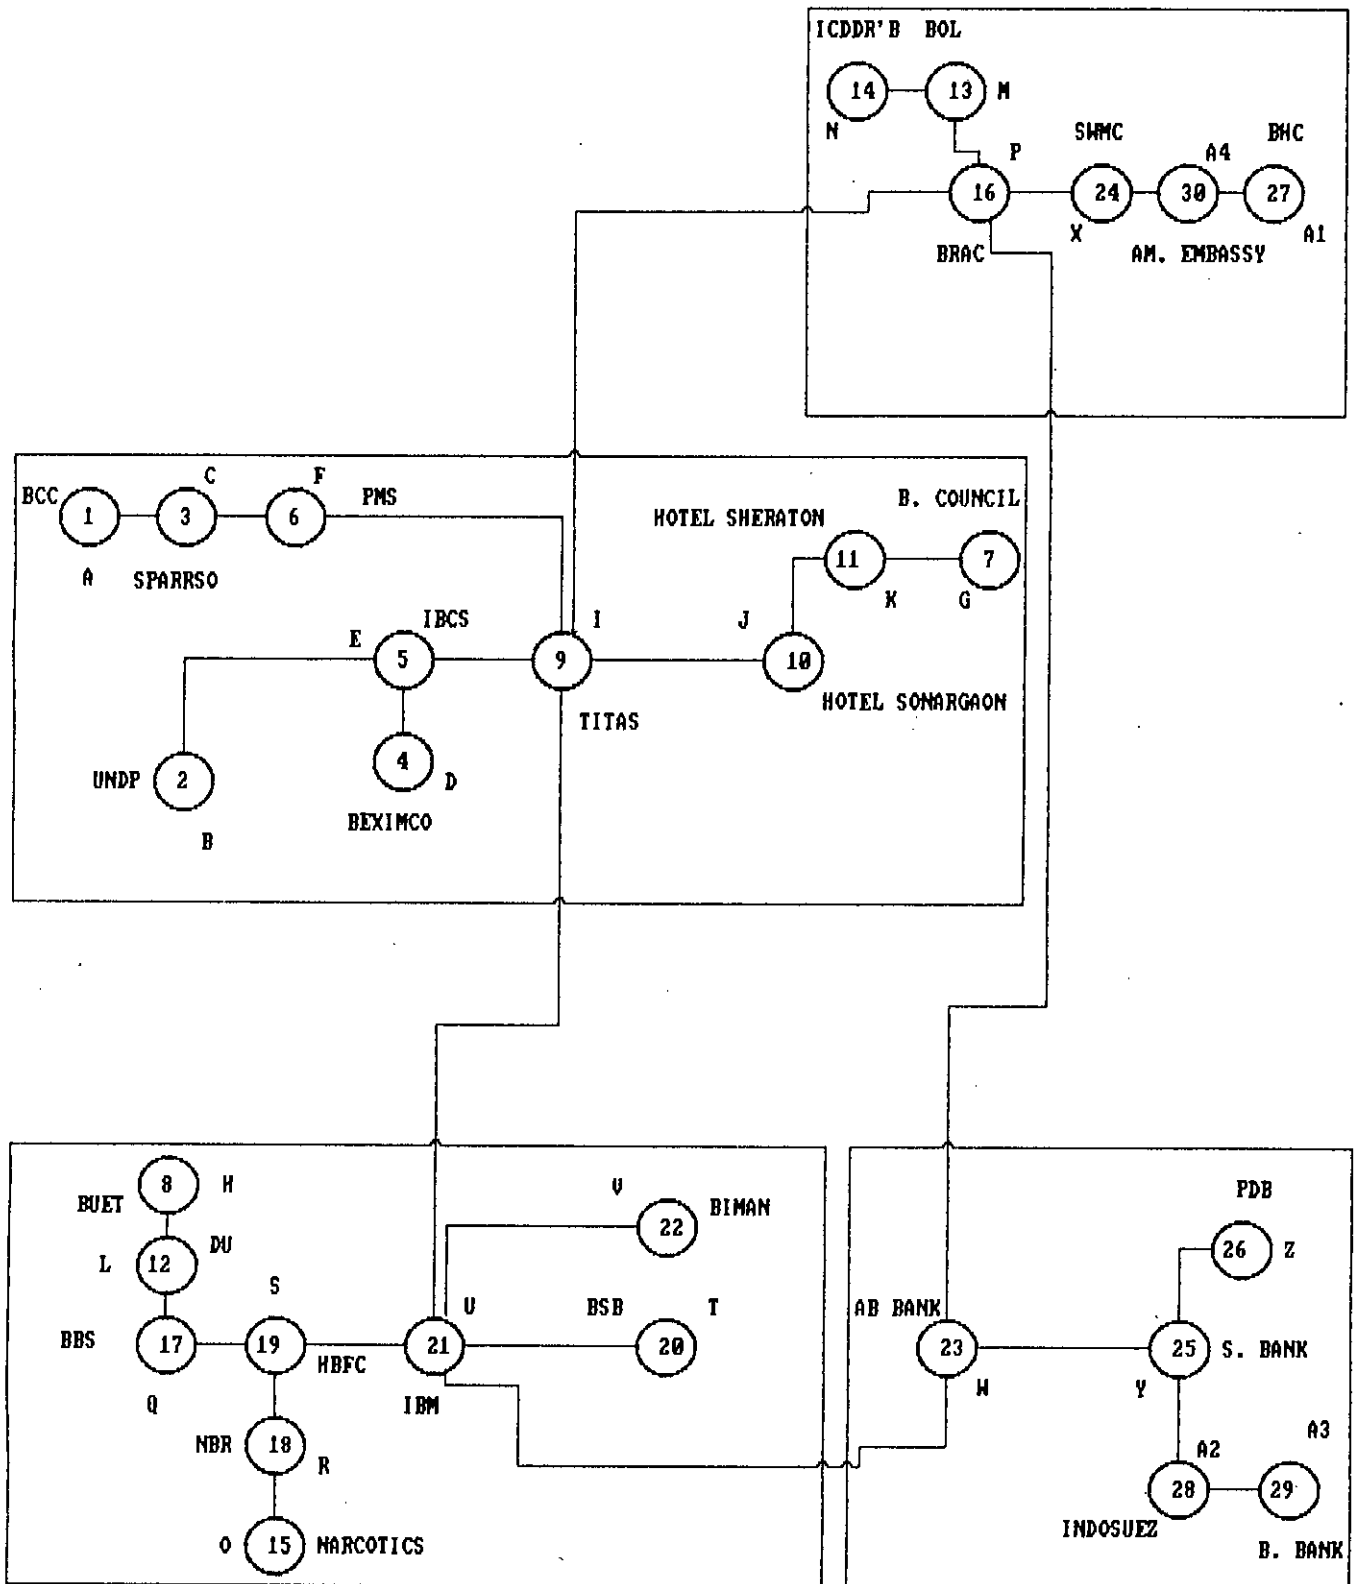 ICDDR'B BOL
14 13 M
N
SWMC BHC
P A4
16 24 30 27
X A1
BRAC AM. EMBASSY
C F
BCC 1 3 6 PMS
A SPARRSO
B. COUNCIL
HOTEL SHERATON
11 7
K G
IBCS I J
E 5 9 10
HOTEL SONARGAON
TITAS
UNDP 2 4 D
BEXIMCO
B
8 H
BUET
DU
L 12
V
22 BIMAN
S
U BSB T
BBS 17 19 21 20
HBFC
Q IBM
NBR 18
R
O 15 NARCOTICS
PDB
26 Z
AB BANK
23 25 S. BANK
W Y
A3
A2
28 29
INDOSUEZ
B. BANK